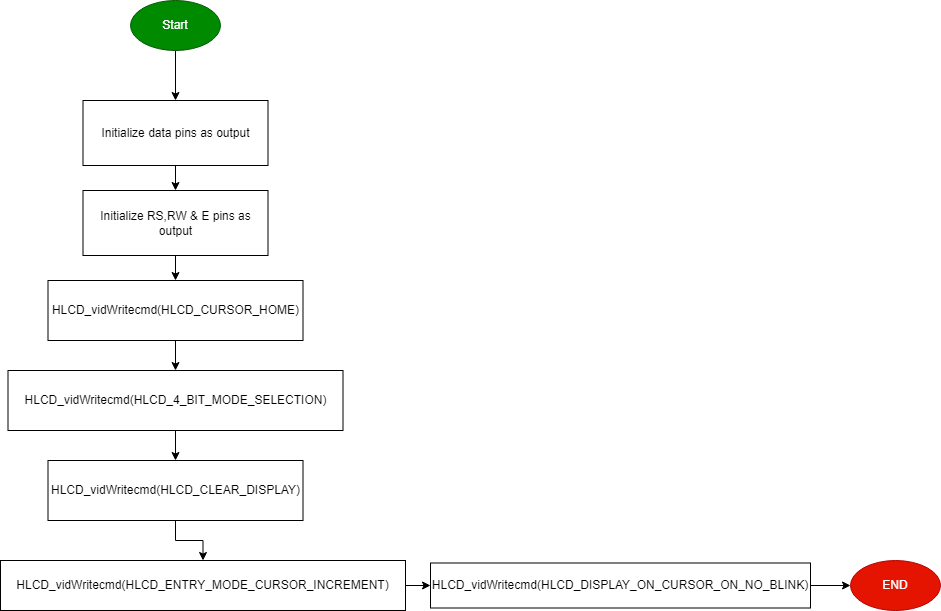 Start
Initialize data pins as output
Initialize RS,RW & E pins as
output
HLCD_vidWritecmd(HLCD_CURSOR_HOME)
HLCD_vidWritecmd(HLCD_4_BIT_MODE_SELECTION)
HLCD_vidWritecmd(HLCD_CLEAR_DISPLAY)
HLCD_vidWritecmd(HLCD_ENTRY_MODE_CURSOR_INCREMENT)
HLCD_vidWritecmd(HLCD_DISPLAY_ON_CURSOR_ON_NO_BLINK)
END